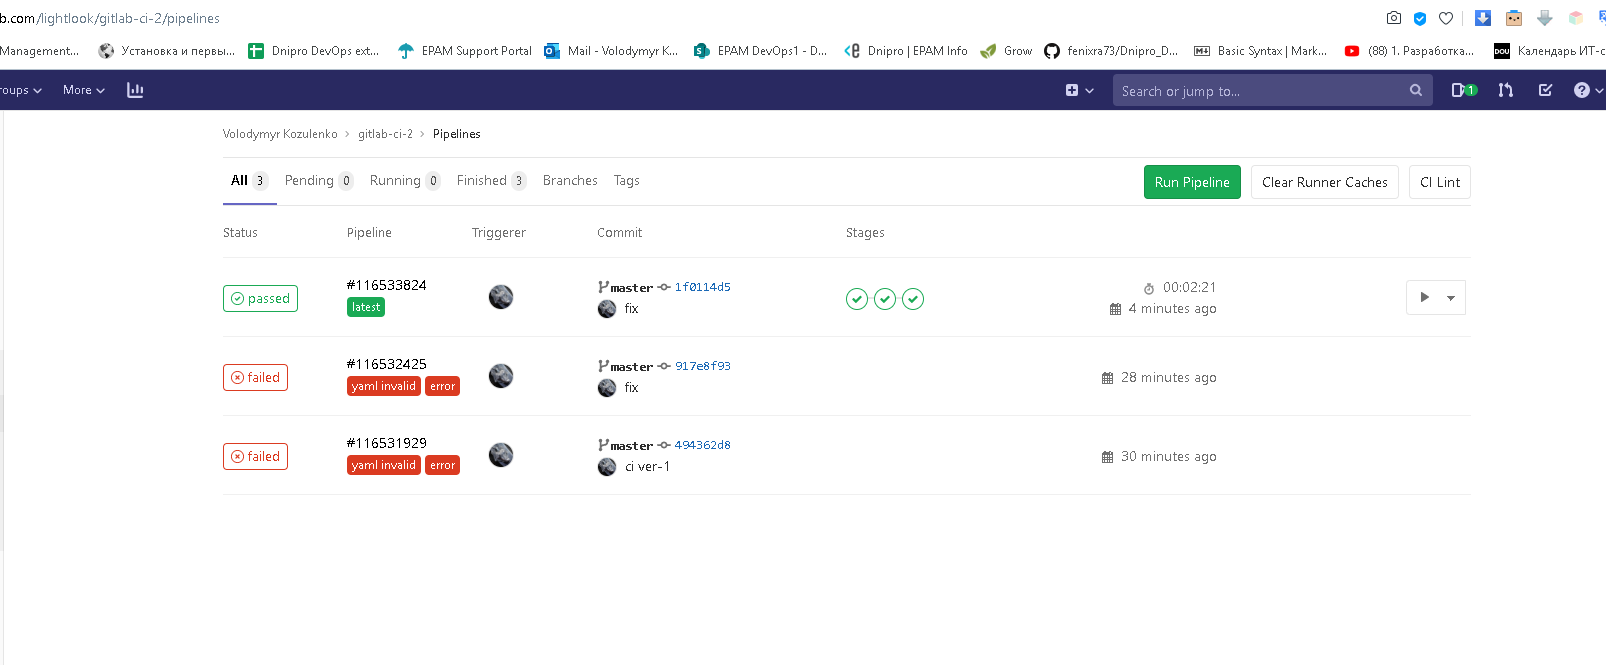 b.com/lightlook/gitlab-ci-2/pipelines
Management... Установка и первы... Dnipro DevOps ext... EPAM Support Portal Mail - Volodymyr K... EPAM DevOps1 - D... Dnipro | EPAM Info Grow fenixra73/Dnipro_D... Basic Syntax | Mark... (88) 1. Разработка... DOU Календарь ИТ-с
roups More Search or jump to... 1
Volodymyr Kozulenko > gitlab-ci-2 > Pipelines
All 3 Pending 0 Running 0 Finished 3 Branches Tags Run Pipeline Clear Runner Caches CI Lint
Status Pipeline Triggerer Commit Stages
passed #116533824 latest master 1f0114d5 fix 00:02:21 4 minutes ago
failed #116532425 yaml invalid error master 917e8f93 fix 28 minutes ago
failed #116531929 yaml invalid error master 494362d8 ci ver-1 30 minutes ago